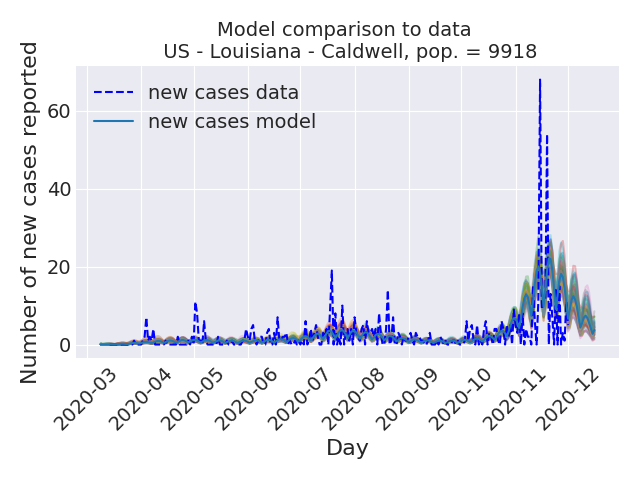 Model comparison to data
US - Louisiana - Caldwell, pop. = 9918
Number of new cases reported
60
40
20
0
new cases data
new cases model
2020-03
2020-04
2020-05
2020-06
2020-07
2020-08
2020-09
2020-10
2020-11
2020-12
Day